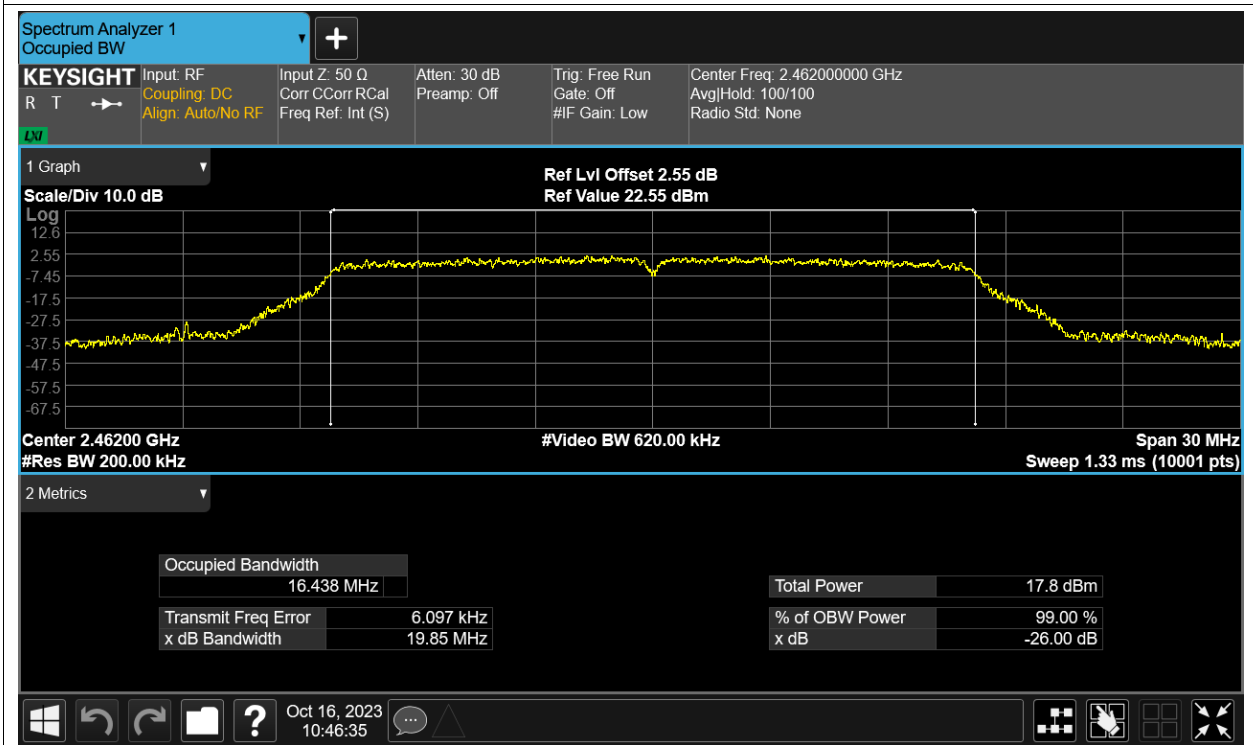 Spectrum Analyzer 1
Occupied BW
KEYSIGHT
R T
LXI
Input: RF
Coupling: DC
Align: Auto/No RF
Input Z: 50 Ω
Corr CCorr RCal
Freq Ref: Int (S)
Atten: 30 dB
Preamp: Off
Trig: Free Run
Gate: Off
#IF Gain: Low
Center Freq: 2.462000000 GHz
Avg|Hold: 100/100
Radio Std: None
1 Graph
Scale/Div 10.0 dB
Ref Lvl Offset 2.55 dB
Ref Value 22.55 dBm
Log
12.6
2.55
-7.45
-17.5
-27.5
-37.5
-47.5
-57.5
-67.5
Center 2.46200 GHz
#Video BW 620.00 kHz
Span 30 MHz
#Res BW 200.00 kHz
Sweep 1.33 ms (10001 pts)
2 Metrics
Occupied Bandwidth
16.438 MHz
Total Power 17.8 dBm
Transmit Freq Error 6.097 kHz
% of OBW Power 99.00 %
x dB Bandwidth 19.85 MHz
x dB -26.00 dB
?
Oct 16, 2023
10:46:35